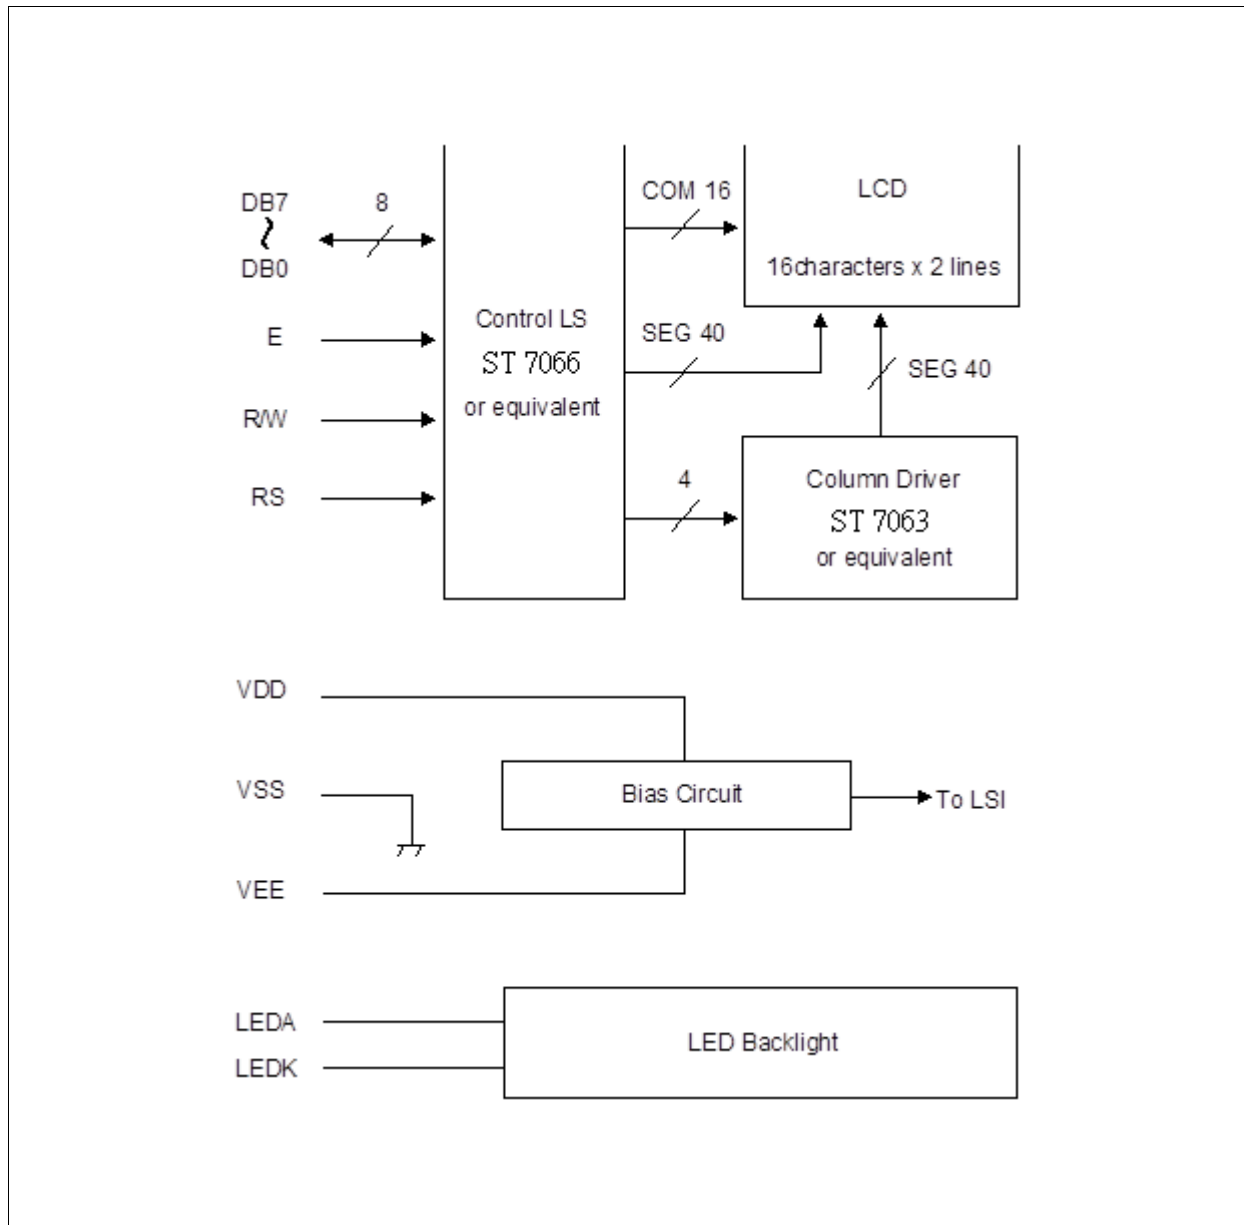 DB7
DB0
8
COM 16
LCD
16characters x 2 lines
E
Control LS
ST 7066
or equivalent
SEG 40
SEG 40
R/W
RS
4
Column Driver
ST 7063
or equivalent
VDD
VSS
Bias Circuit
To LSI
VEE
LEDA
LEDK
LED Backlight